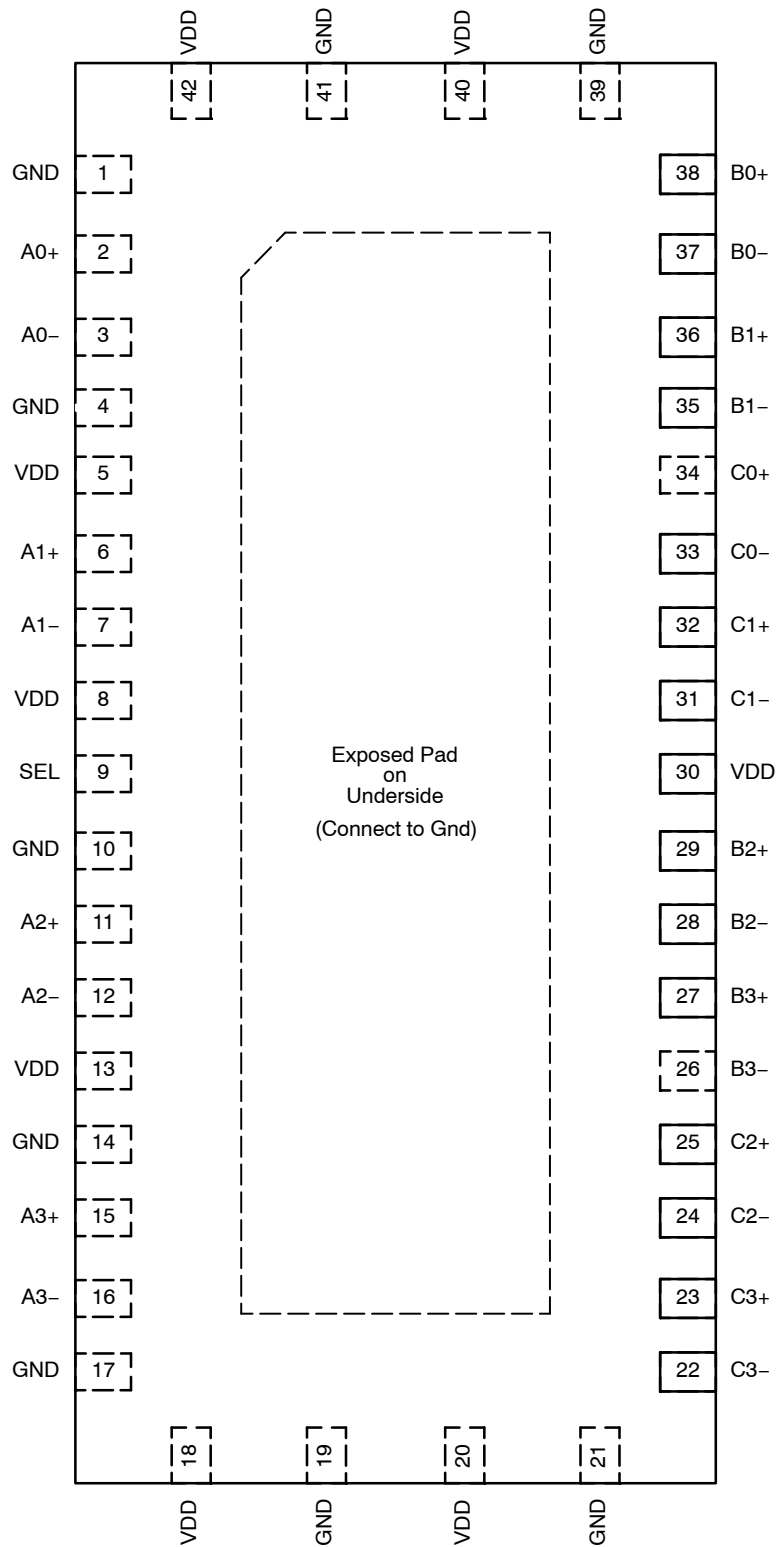 VDD GND VDD GND
42 41 40 39
GND 1 38 B0+
A0+ 2 37 B0−
A0− 3 36 B1+
GND 4 35 B1−
VDD 5 34 C0+
A1+ 6 33 C0−
A1− 7 32 C1+
VDD 8 31 C1−
SEL 9 30 VDD
Exposed Pad
on
Underside
(Connect to Gnd)
GND 10 29 B2+
A2+ 11 28 B2−
A2− 12 27 B3+
VDD 13 26 B3−
GND 14 25 C2+
A3+ 15 24 C2−
A3− 16 23 C3+
GND 17 22 C3−
18 19 20 21
VDD GND VDD GND